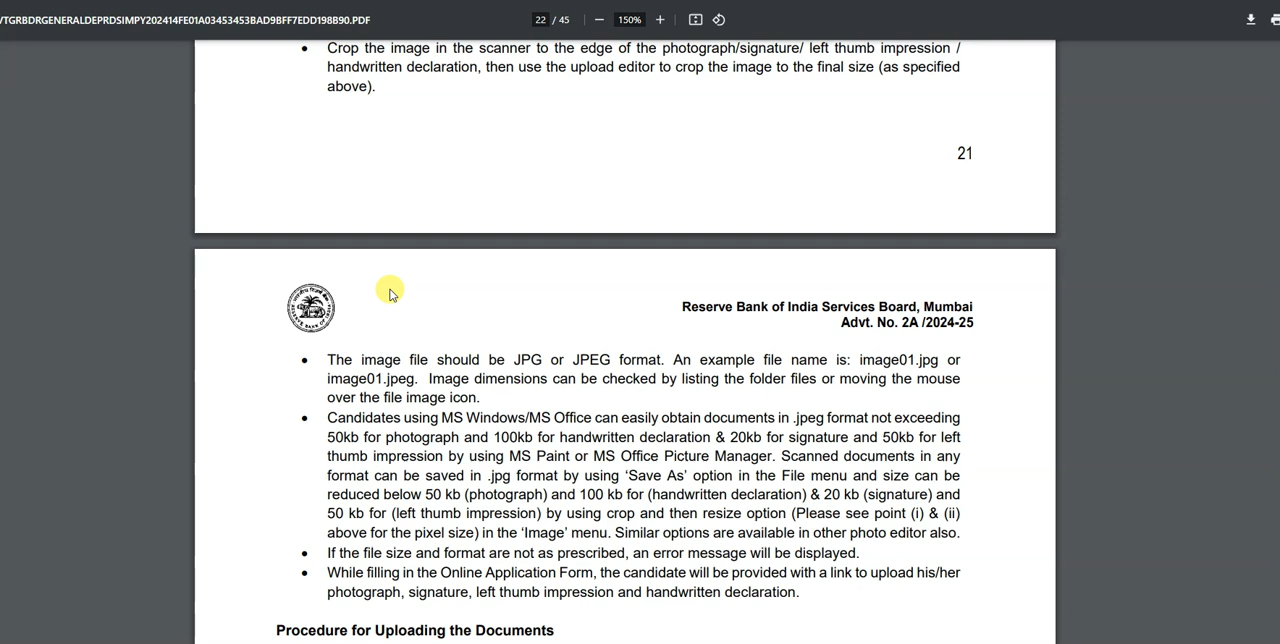 VTGRBDRGENERALDEPRDSIMPY202414FE01A03453453BAD9BFF7EDD198B90.PDF
22 / 45
150%
• Crop the image in the scanner to the edge of the photograph/signature/ left thumb impression /
handwritten declaration, then use the upload editor to crop the image to the final size (as specified
above).
21
Reserve Bank of India Services Board, Mumbai
Advt. No. 2A /2024-25
• The image file should be JPG or JPEG format. An example file name is: image01.jpg or
image01.jpeg. Image dimensions can be checked by listing the folder files or moving the mouse
over the file image icon.
• Candidates using MS Windows/MS Office can easily obtain documents in .jpeg format not exceeding
50kb for photograph and 100kb for handwritten declaration & 20kb for signature and 50kb for left
thumb impression by using MS Paint or MS Office Picture Manager. Scanned documents in any
format can be saved in .jpg format by using ‘Save As’ option in the File menu and size can be
reduced below 50 kb (photograph) and 100 kb for (handwritten declaration) & 20 kb (signature) and
50 kb for (left thumb impression) by using crop and then resize option (Please see point (i) & (ii)
above for the pixel size) in the ‘Image’ menu. Similar options are available in other photo editor also.
• If the file size and format are not as prescribed, an error message will be displayed.
• While filling in the Online Application Form, the candidate will be provided with a link to upload his/her
photograph, signature, left thumb impression and handwritten declaration.
Procedure for Uploading the Documents